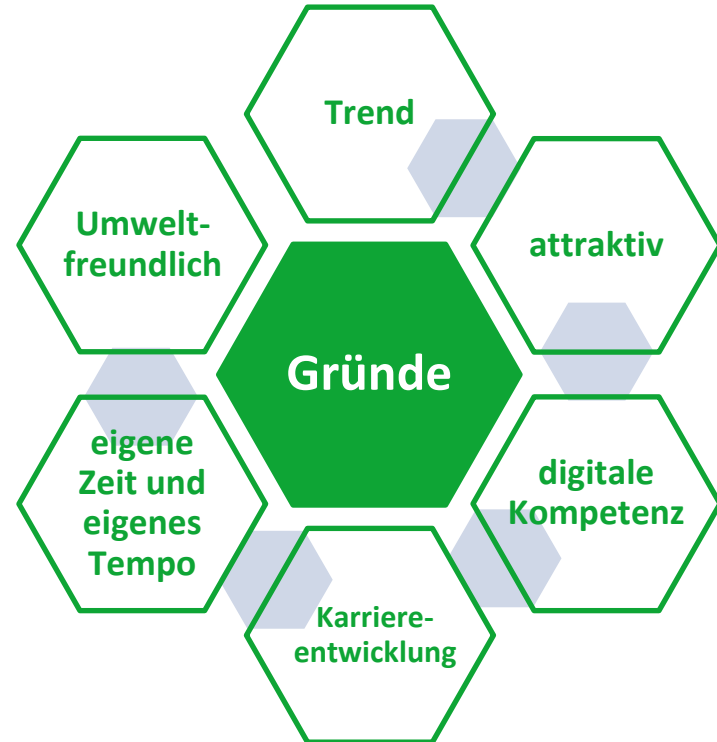 Trend
attraktiv
digitale
Kompetenz
Karriere-
entwicklung
eigene
Zeit und
eigenes
Tempo
Umwelt-
freundlich
Gründe